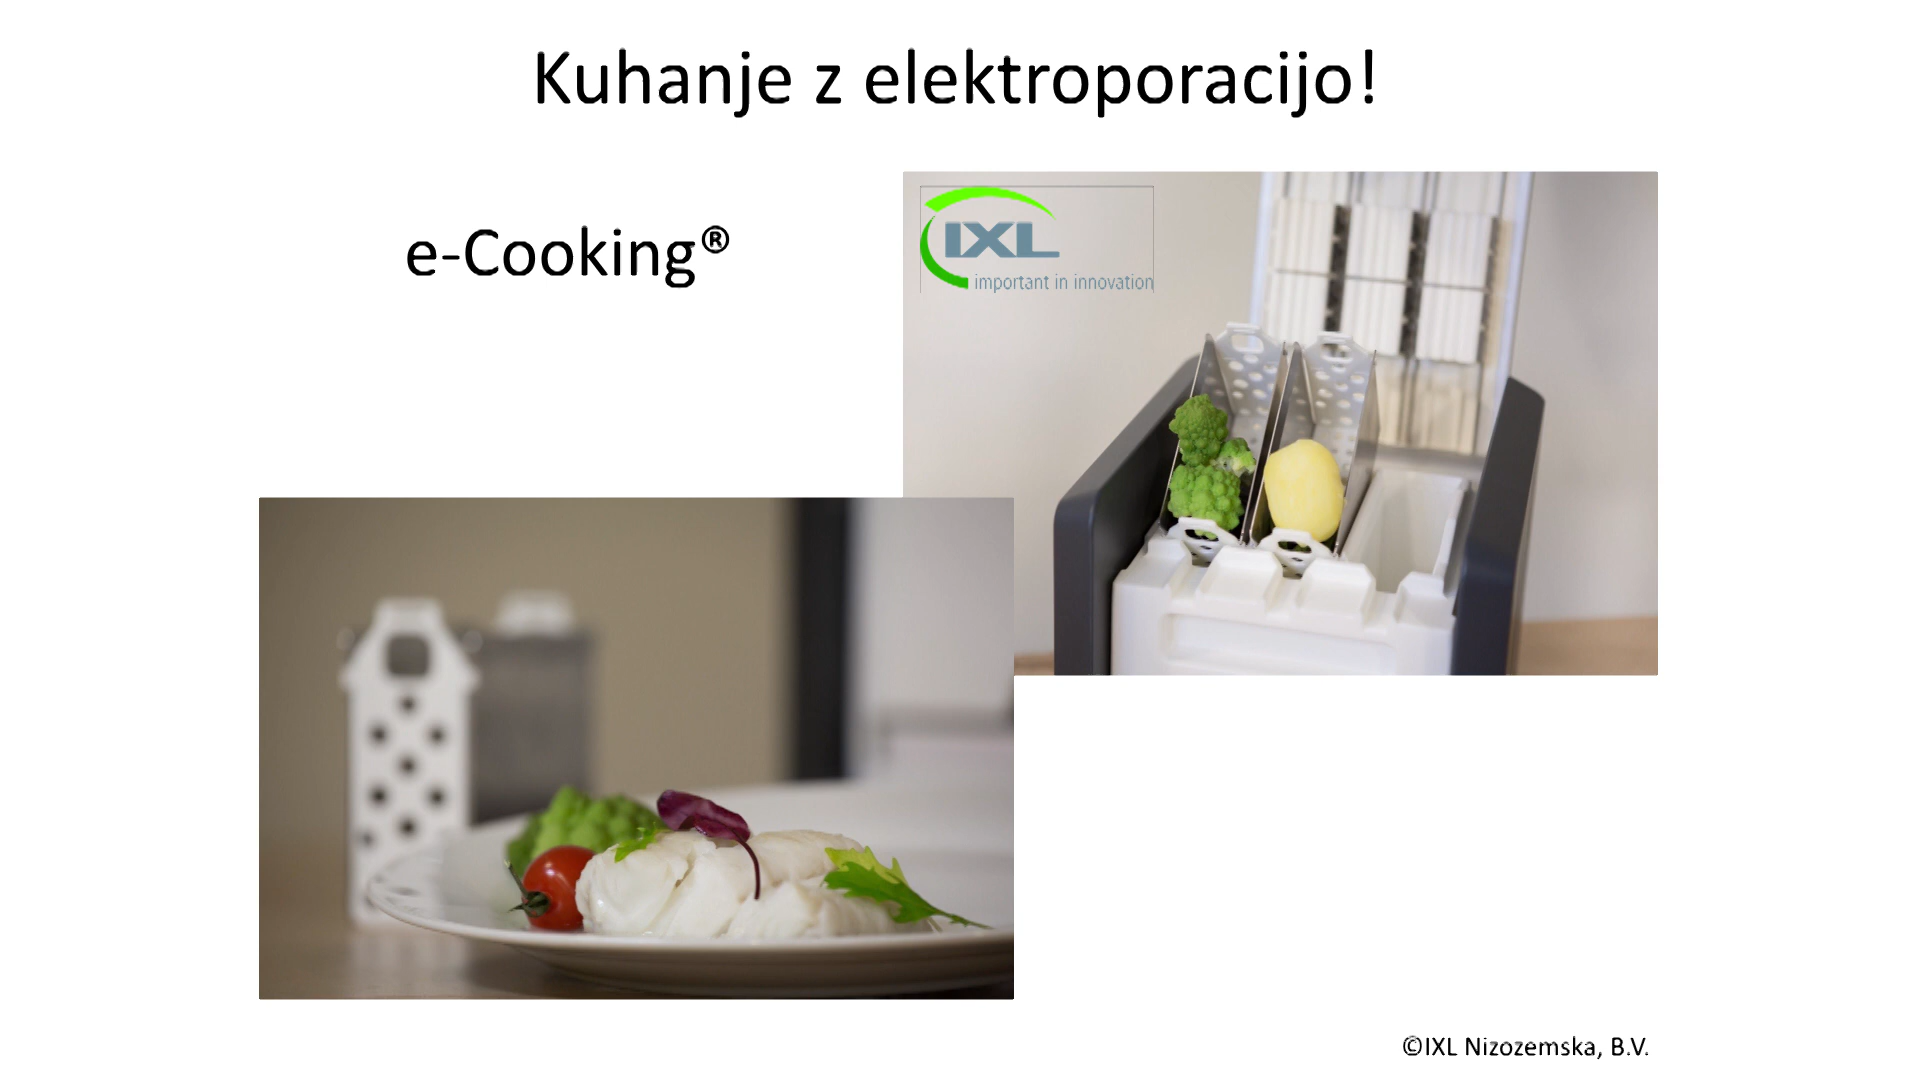 Kuhanje z elektroporacijo!
e-Cooking®
IXL
important in innovation
©IXL Nizozemska, B.V.